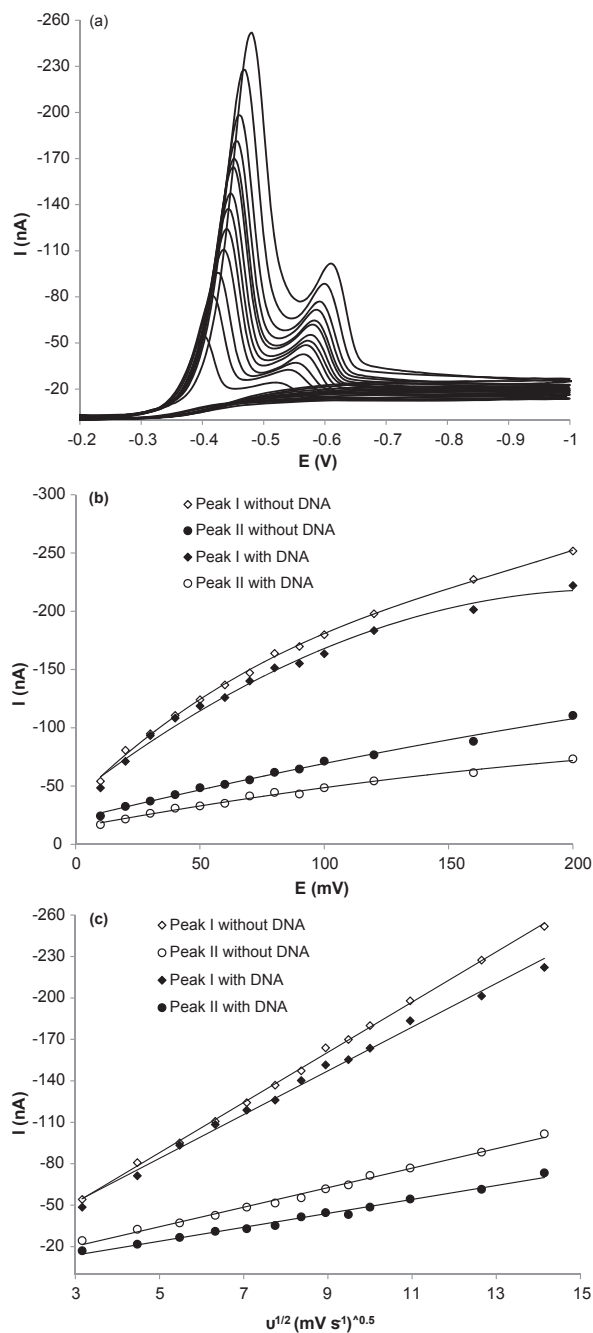 (a)
-260
-230
-200
-170
-140
-110
-80
-50
-20
I (nA)
-0.2 -0.3 -0.4 -0.5 -0.6 -0.7 -0.8 -0.9 -1
E (V)
(b)
Peak I without DNA
Peak II without DNA
Peak I with DNA
Peak II with DNA
-300
-250
-200
-150
-100
-50
0
I (nA)
0 50 100 150 200
E (mV)
(c)
Peak I without DNA
Peak II without DNA
Peak I with DNA
Peak II with DNA
-260
-230
-200
-170
-140
-110
-80
-50
-20
I (nA)
3 5 7 9 11 13 15
υ1/2 (mV s-1)^0.5